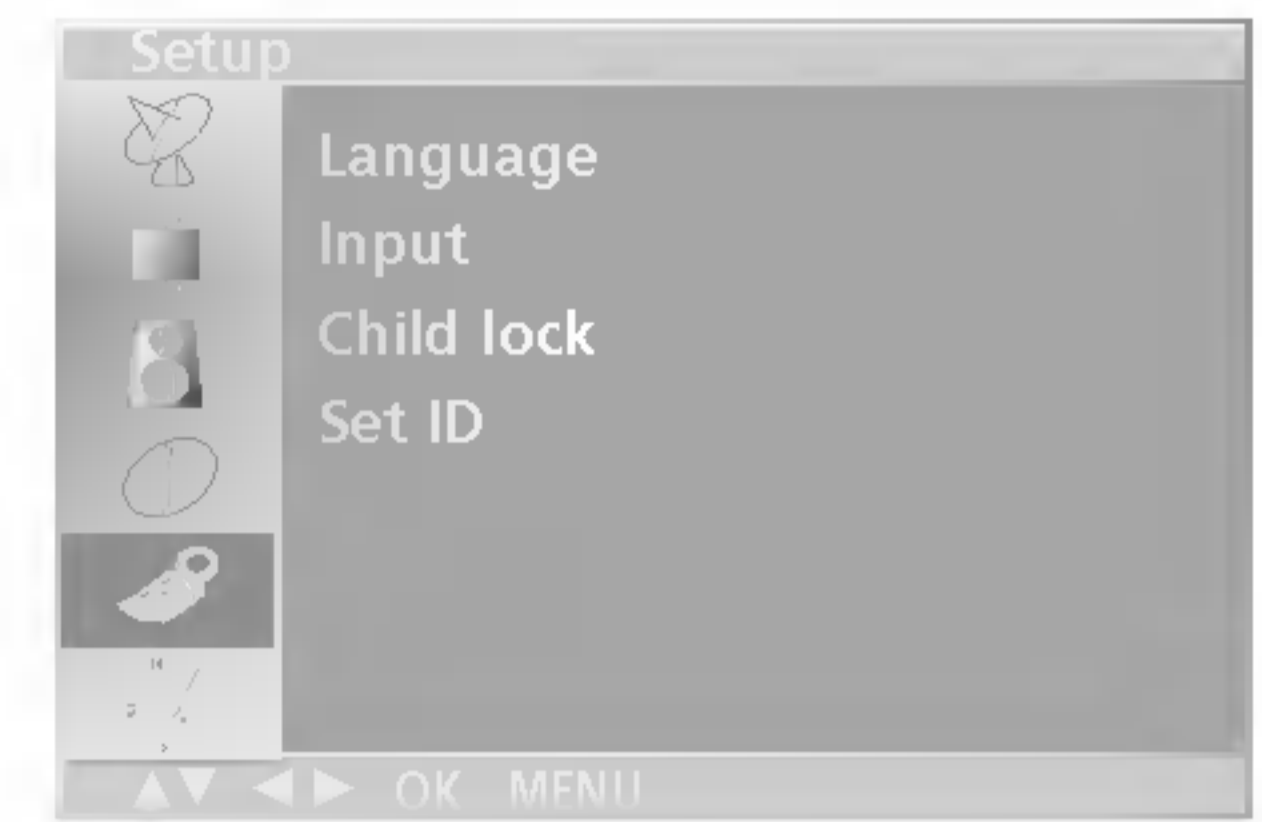 Setup
Language
Input
Child lock
Set ID
▲▼ ◀ ▶ OK MENU